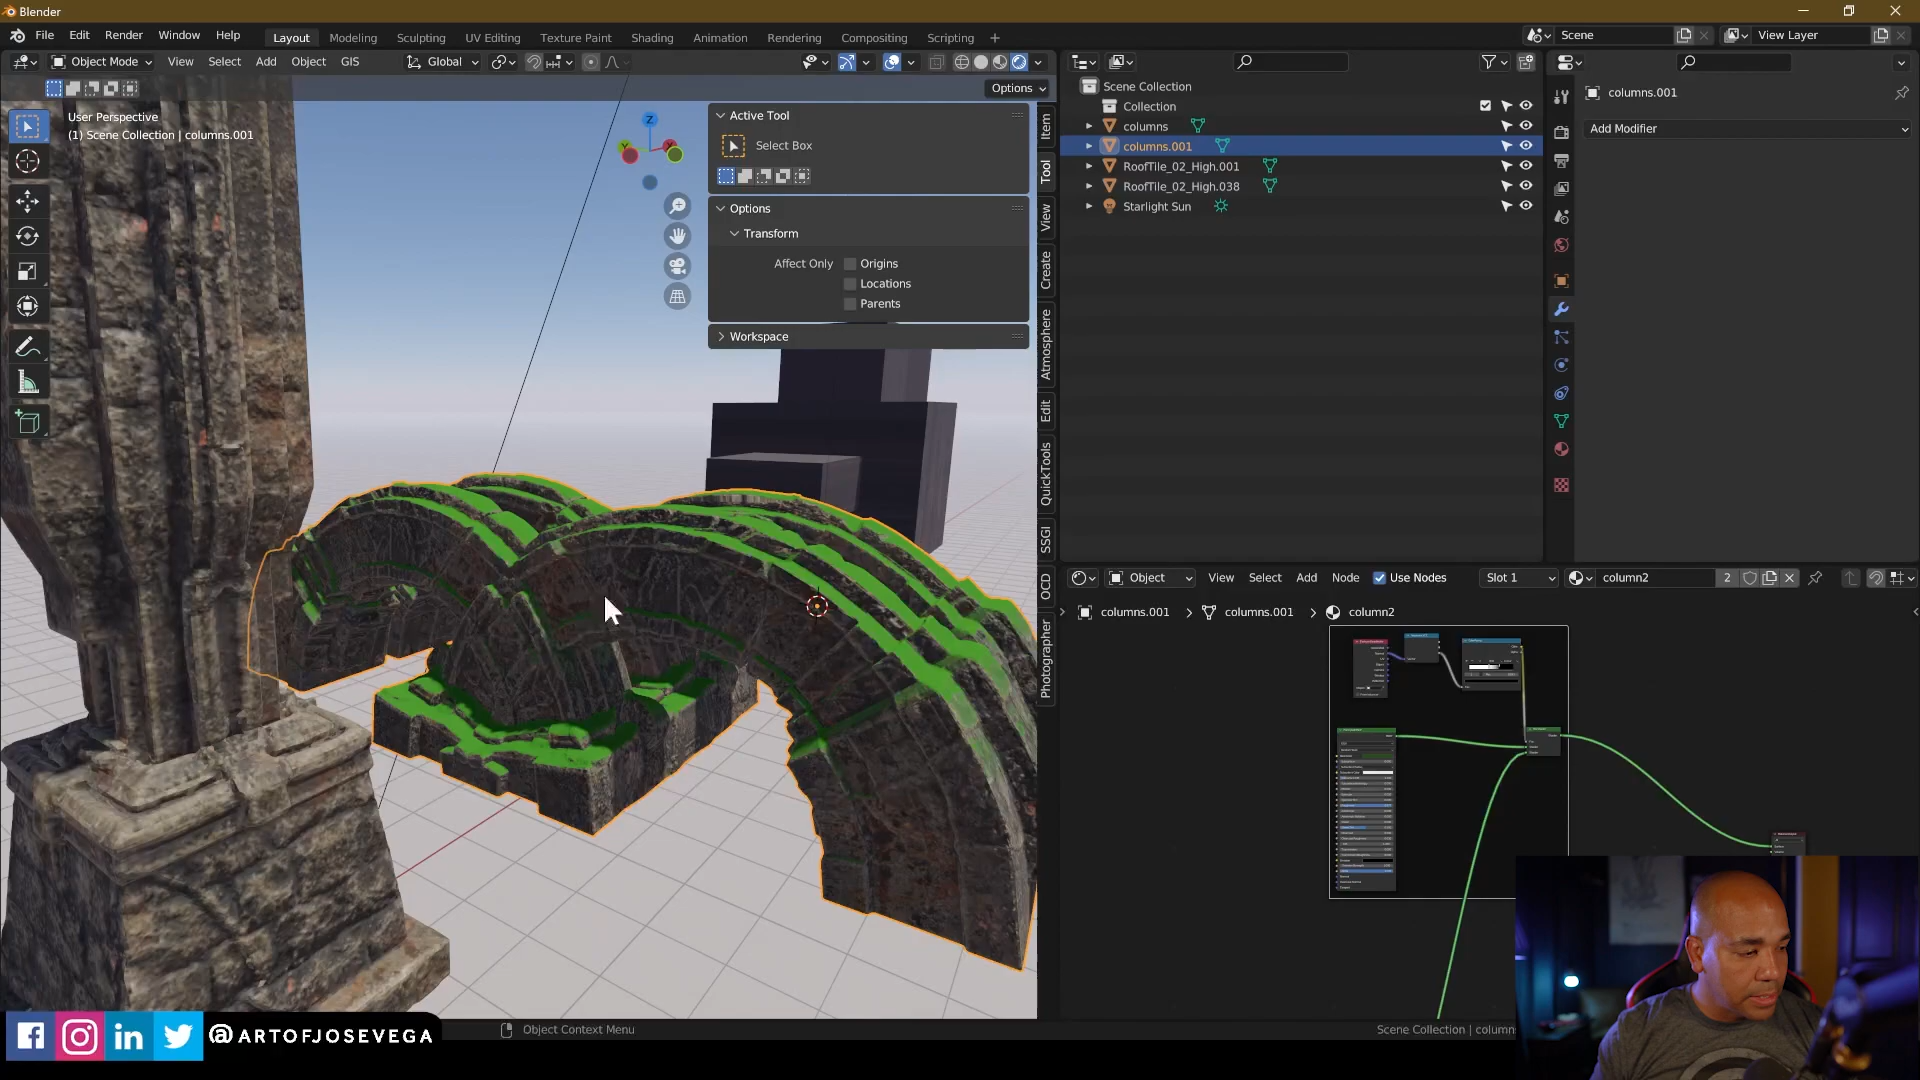 Blender
File Edit Render Window Help
Layout Modeling Sculpting UV Editing Texture Paint Shading Animation Rendering Compositing Scripting +
Scene
View Layer
Object Mode View Select Add Object GIS
Global
Options
User Perspective
(1) Scene Collection | columns.001
Z
Active Tool
Select Box
Options
Transform
Affect Only Origins
Locations
Parents
Workspace
Item
Tool
View
Create
Atmosphere
Edit
QuickTools
SSGI
OCD
Photographer
Scene Collection
Collection
columns
columns.001
RoofTile_02_High.001
RoofTile_02_High.038
Starlight Sun
columns.001
Add Modifier
Object View Select Add Node Use Nodes Slot 1 column2 2
columns.001 > columns.001 > column2
@ARTOFJOSEVEGA
Object Context Menu
Scene Collection | column